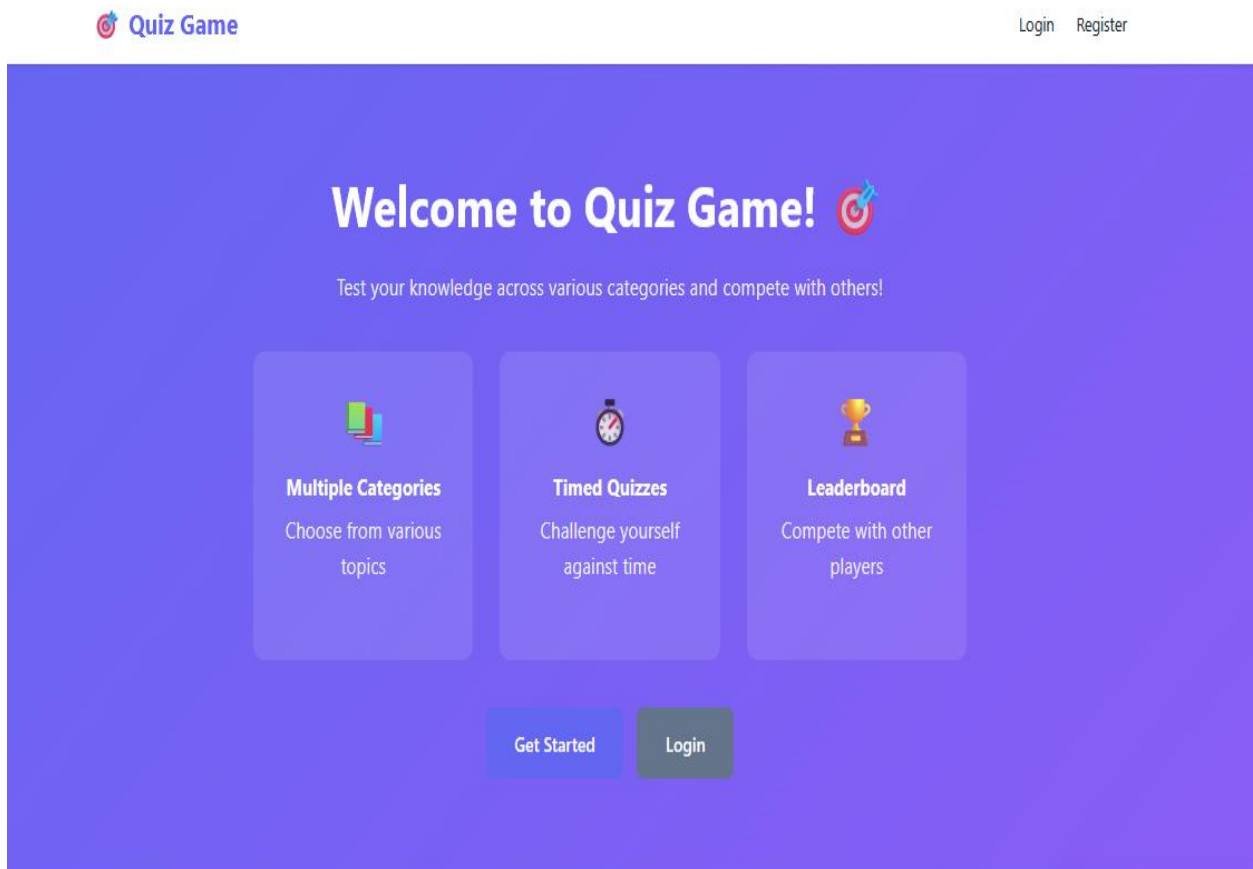 Quiz Game
Login Register
Welcome to Quiz Game!
Test your knowledge across various categories and compete with others!
Multiple Categories
Choose from various
topics
Timed Quizzes
Challenge yourself
against time
Leaderboard
Compete with other
players
Get Started
Login